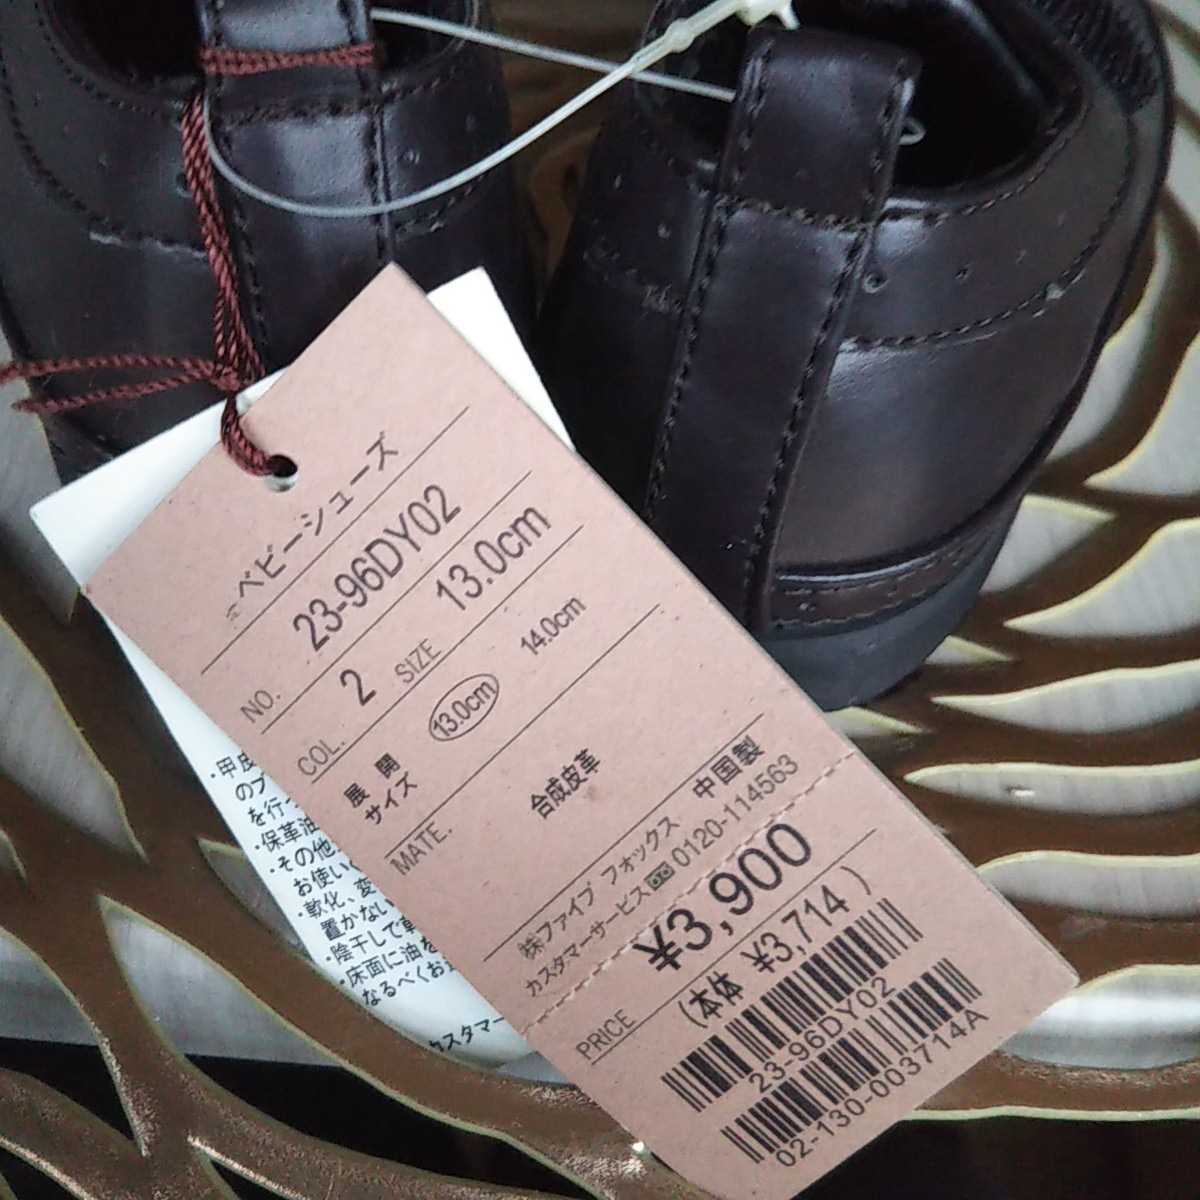 ベビーシューズ
NO. 23-96DY02
COL. 2 SIZE 13.0cm
展開サイズ 13.0cm 14.0cm
MATE. 合成皮革
㈱ファイブ フォックス 中国製
カスタマーサービス 0120-114563
PRICE ¥3,900
(本体 ¥3,714)
23-96DY02
02-130-003714A
・甲皮
のブ
を行
・保革油
・その他
お使い
・軟化、変
置かない
・陰干しで乾
・床面に油を
なるべくお
カスタマー